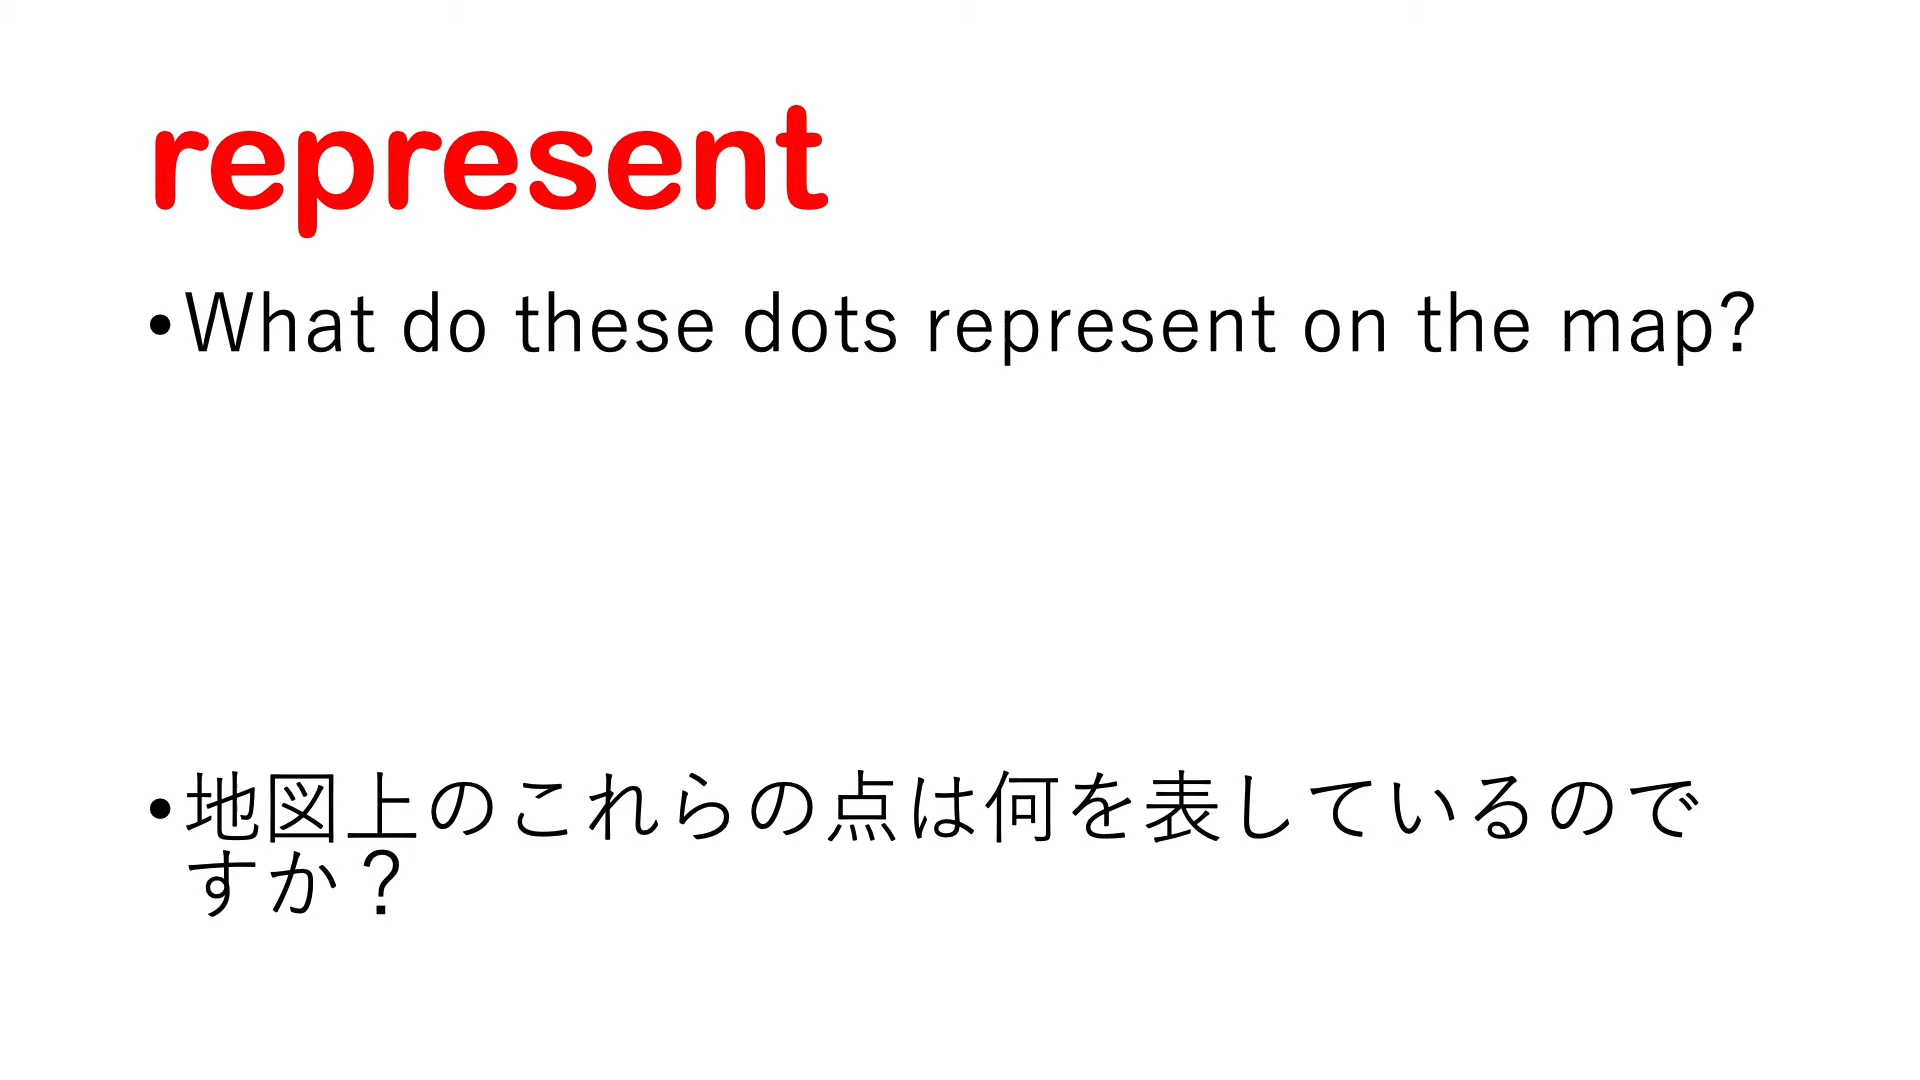 represent
•What do these dots represent on the map?
•地図上のこれらの点は何を表しているので
すか？